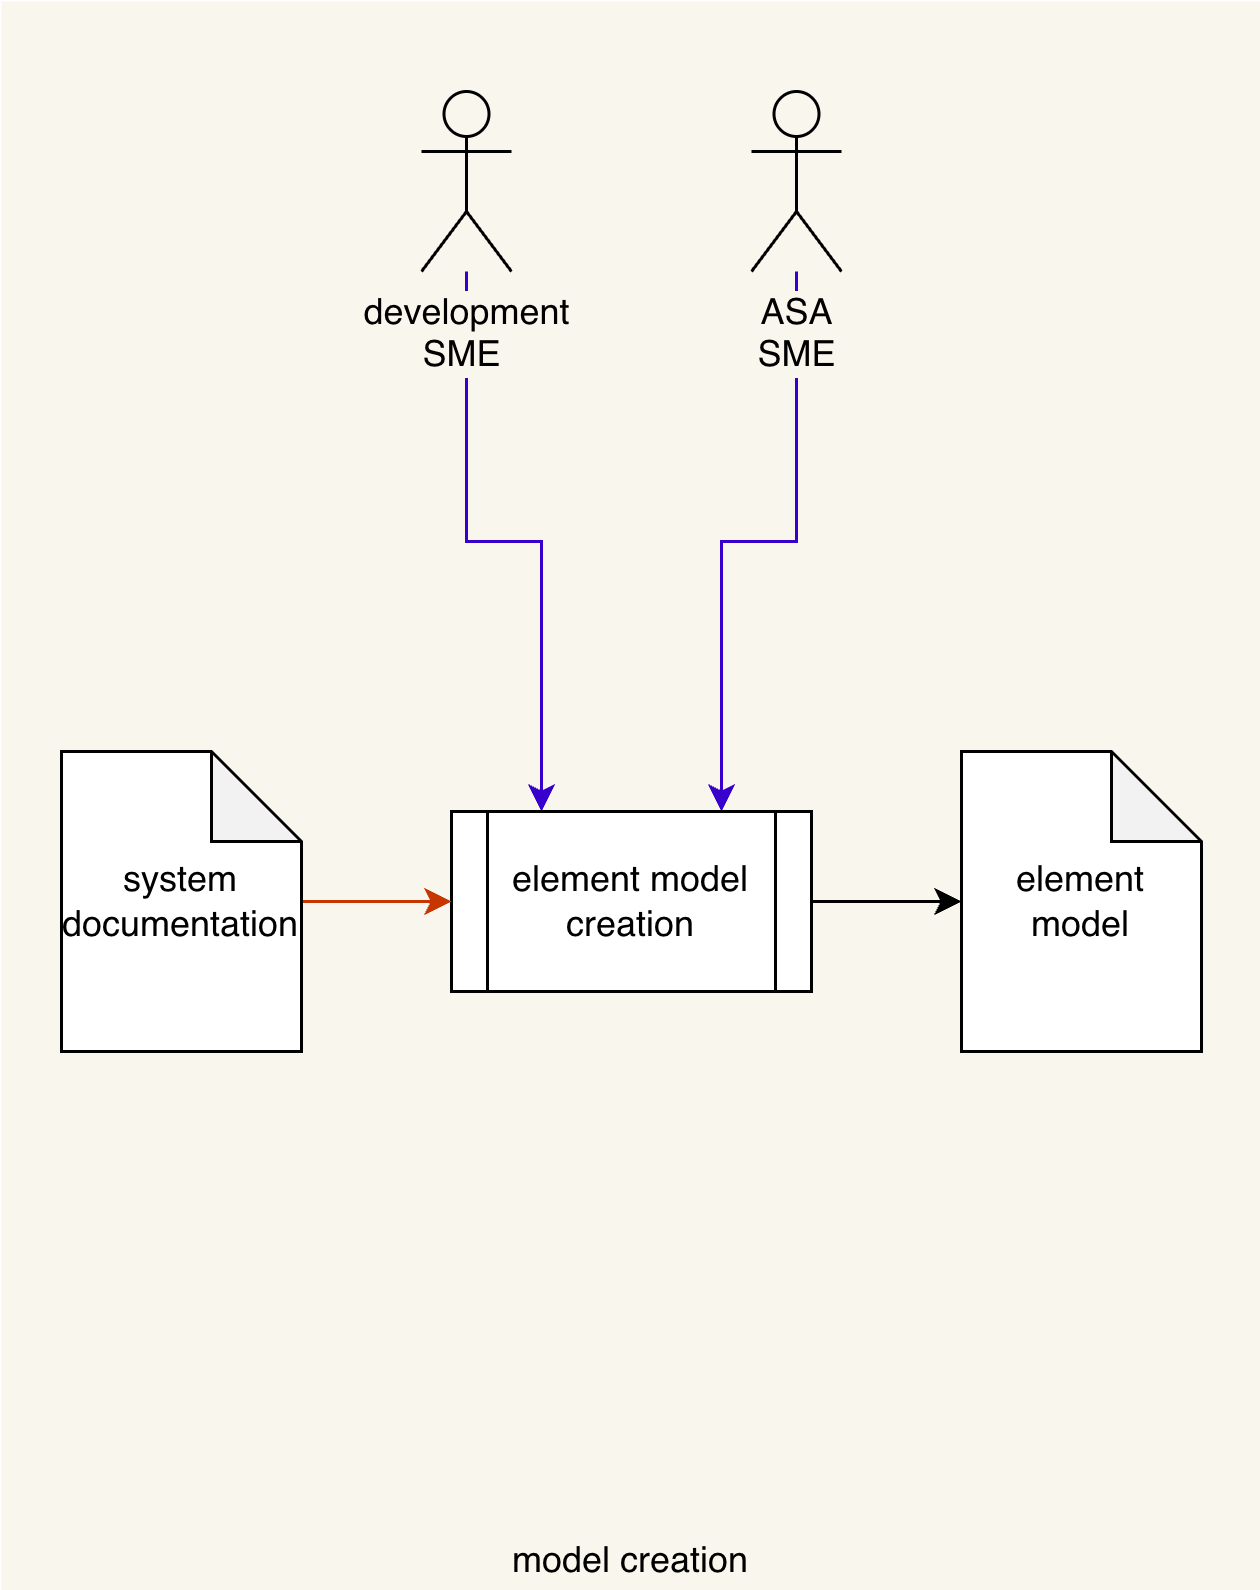 development
SME
ASA
SME
system
documentation
element model
creation
element
model
model creation